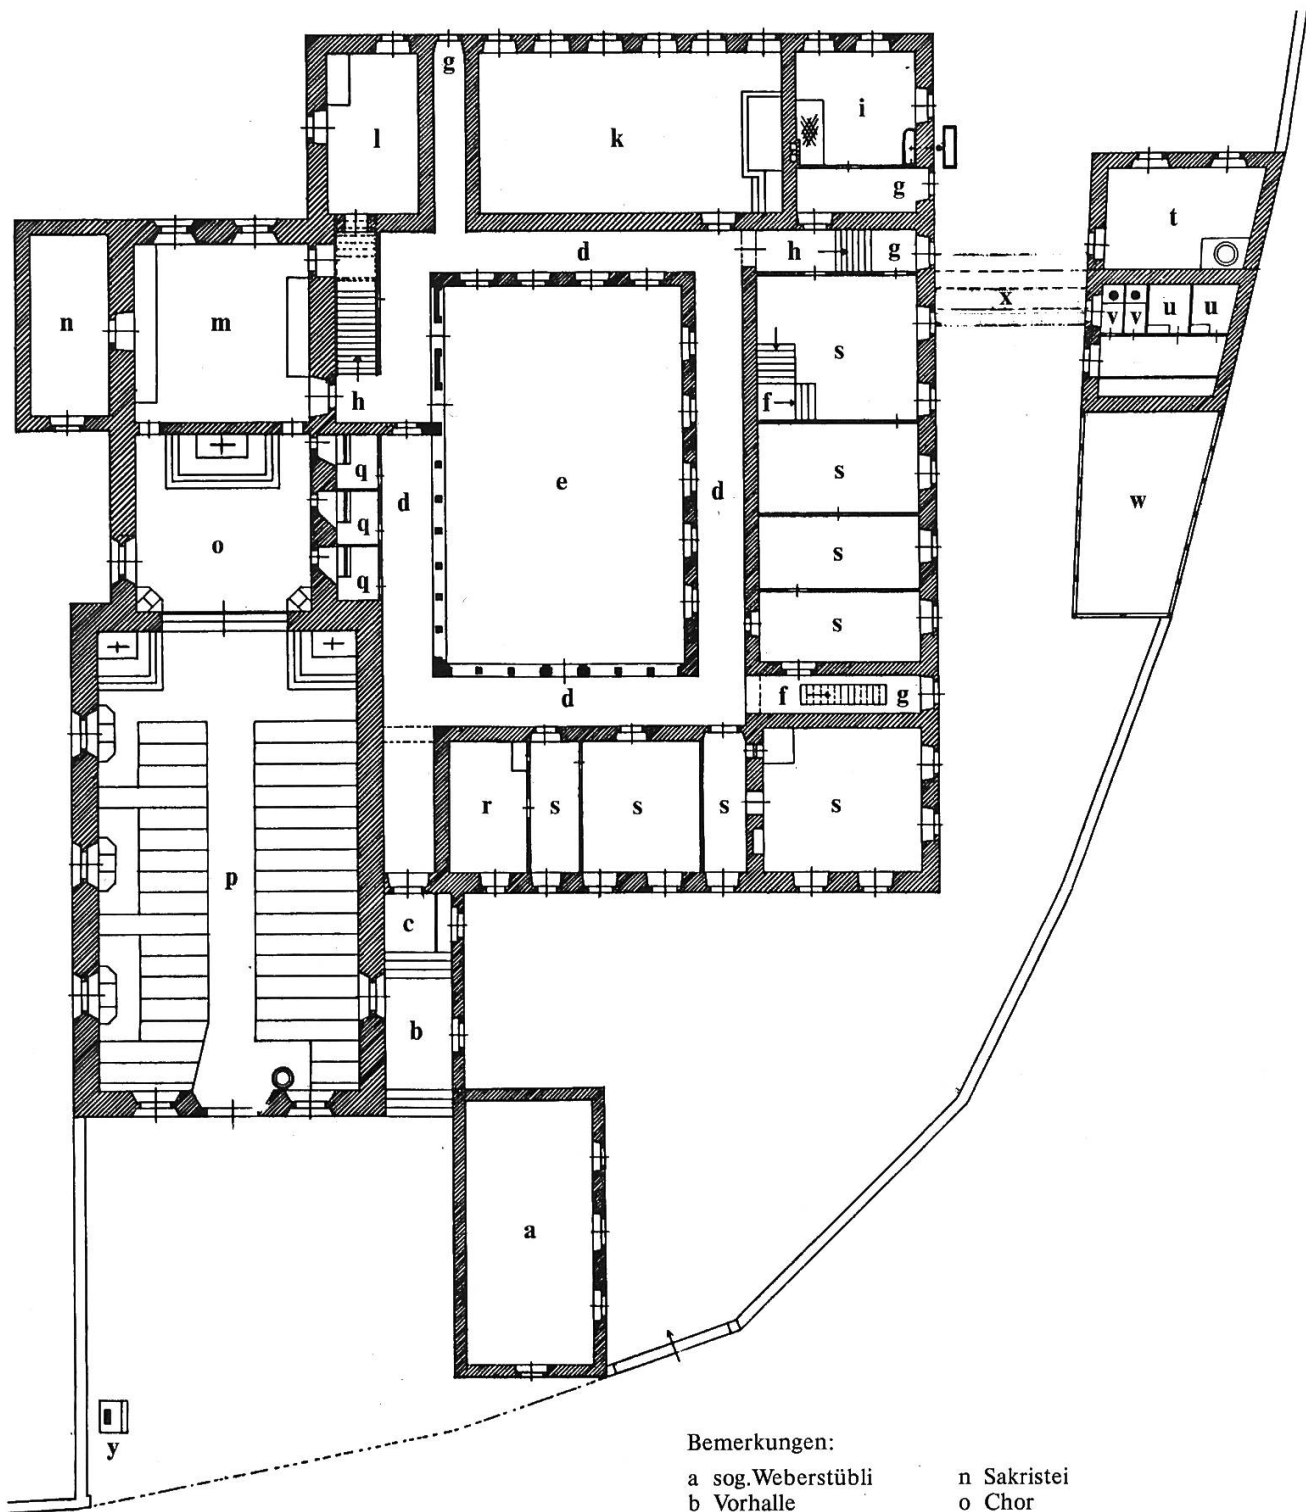 g
l
k
i
g
t
d
h
g
n
m
x
v
v
u
u
s
h
f
q
d
e
d
s
w
q
o
s
q
s
d
f
g
r
s
s
s
s
p
c
b
a
y
Bemerkungen:
a sog.Weberstübli
n Sakristei
b Vorhalle
o Chor